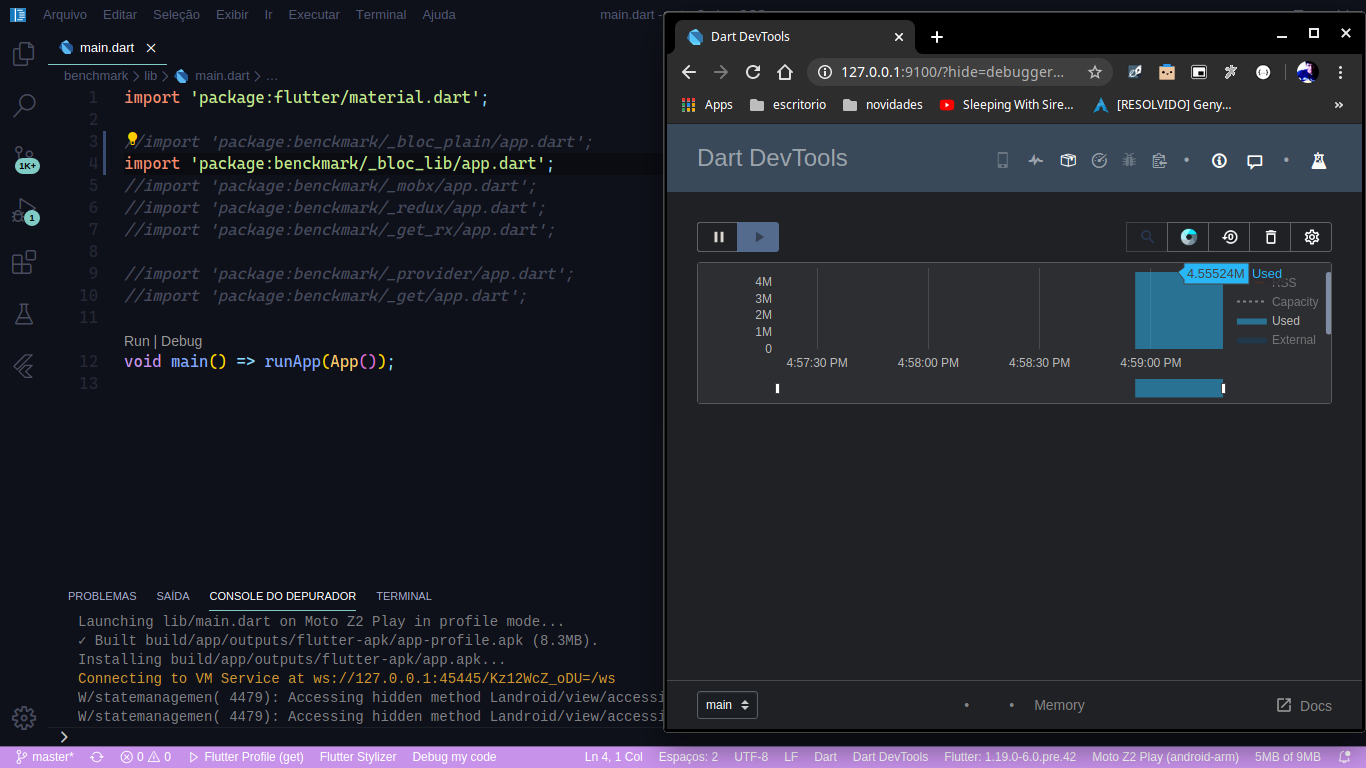 Arquivo Editar Seleção Exibir Ir Executar Terminal Ajuda
main.dart
main.dart
benchmark › lib › main.dart › …
1 import 'package:flutter/material.dart';
2
3 //import 'package:benckmark/_bloc_plain/app.dart';
4 import 'package:benckmark/_bloc_lib/app.dart';
5 //import 'package:benckmark/_mobx/app.dart';
6 //import 'package:benckmark/_redux/app.dart';
7 //import 'package:benckmark/_get_rx/app.dart';
8
9 //import 'package:benckmark/_provider/app.dart';
10 //import 'package:benckmark/_get/app.dart';
11
Run | Debug
12 void main() => runApp(App());
13
1K+
1
PROBLEMAS SAÍDA CONSOLE DO DEPURADOR TERMINAL
Launching lib/main.dart on Moto Z2 Play in profile mode...
✓ Built build/app/outputs/flutter-apk/app-profile.apk (8.3MB).
Installing build/app/outputs/flutter-apk/app.apk...
Connecting to VM Service at ws://127.0.0.1:45445/Kz12WcZ_oDU=/ws
W/statemanagemen( 4479): Accessing hidden method Landroid/view/accessi
W/statemanagemen( 4479): Accessing hidden method Landroid/view/accessi
Dart DevTools
127.0.0.1:9100/?hide=debugger...
Apps escritorio novidades Sleeping With Sire... [RESOLVIDO] Geny... »
Dart DevTools
4M
3M
2M
1M
0
4:57:30 PM 4:58:00 PM 4:58:30 PM 4:59:00 PM
4.55524M Used
RSS
Capacity
Used
External
main • • Memory Docs
master* 0 0 Flutter Profile (get) Flutter Stylizer Debug my code Ln 4, 1 Col Espaços: 2 UTF-8 LF Dart Dart DevTools Flutter: 1.19.0-6.0.pre.42 Moto Z2 Play (android-arm) 5MB of 9MB